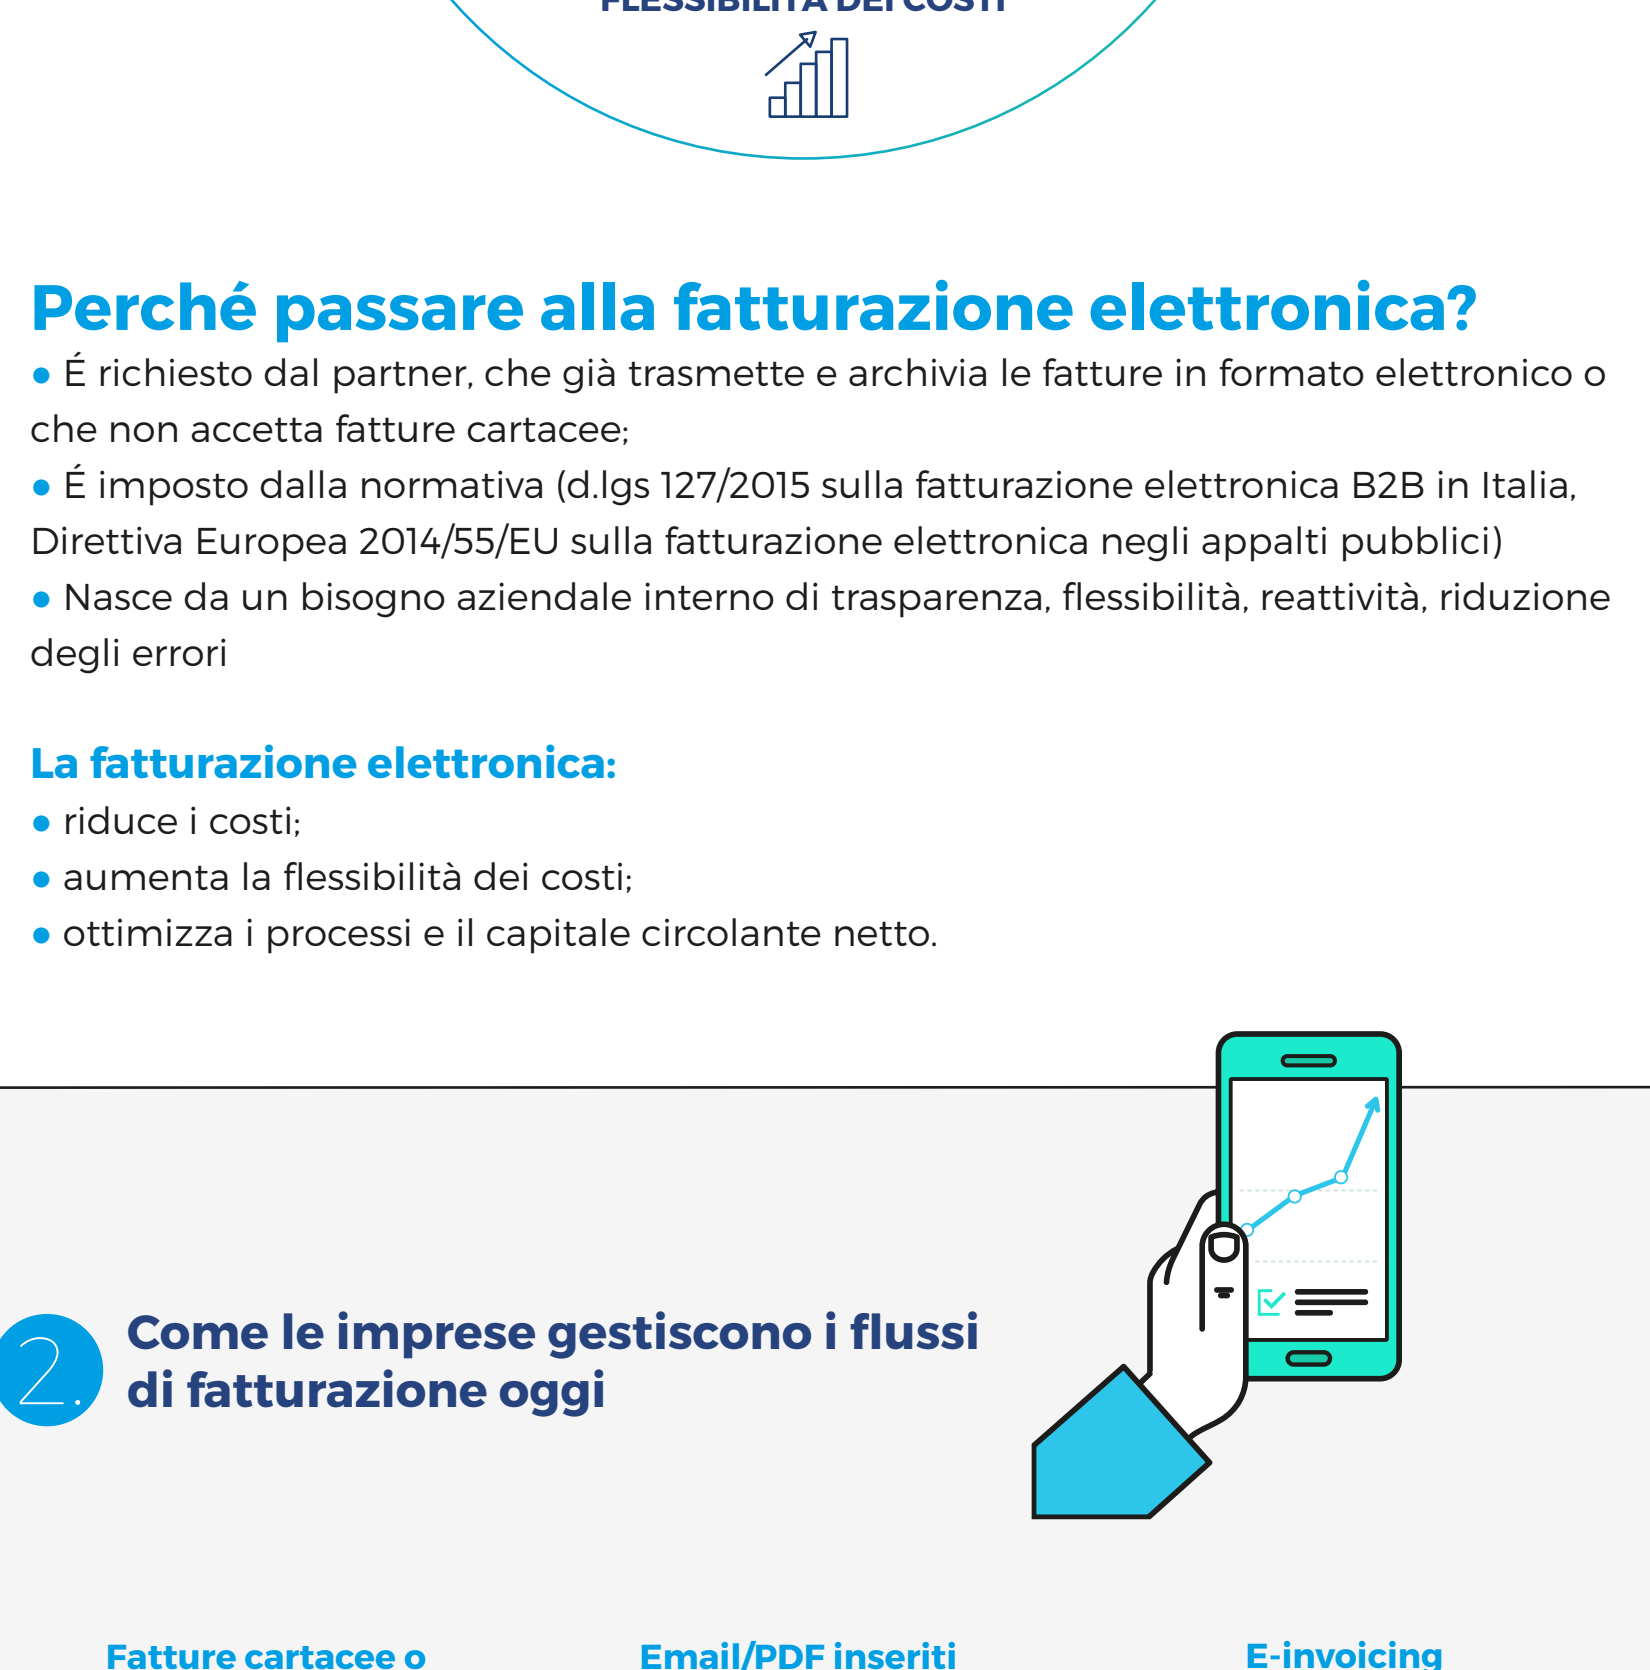 FLESSIBILITÀ DEI COSTI
Perché passare alla fatturazione elettronica?
● É richiesto dal partner, che già trasmette e archivia le fatture in formato elettronico o
che non accetta fatture cartacee;
● É imposto dalla normativa (d.lgs 127/2015 sulla fatturazione elettronica B2B in Italia,
Direttiva Europea 2014/55/EU sulla fatturazione elettronica negli appalti pubblici)
● Nasce da un bisogno aziendale interno di trasparenza, flessibilità, reattività, riduzione
degli errori
La fatturazione elettronica:
● riduce i costi;
● aumenta la flessibilità dei costi;
● ottimizza i processi e il capitale circolante netto.
2.
Come le imprese gestiscono i flussi
di fatturazione oggi
Fatture cartacee o
Email/PDF inseriti
E-invoicing